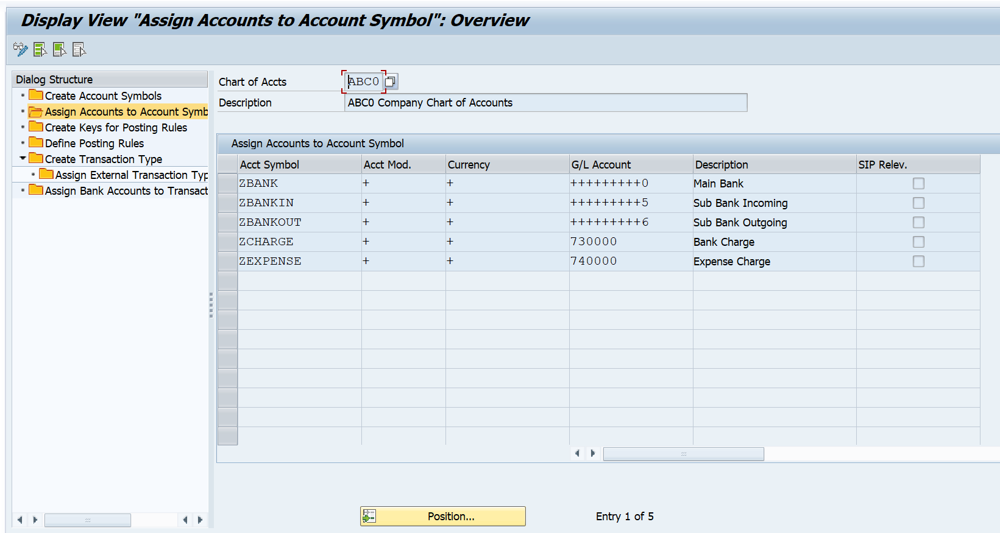 Display View "Assign Accounts to Account Symbol": Overview
Dialog Structure
Create Account Symbols
Assign Accounts to Account Symb
Create Keys for Posting Rules
Define Posting Rules
Create Transaction Type
Assign External Transaction Typ
Assign Bank Accounts to Transact
Chart of Accts ABC0
Description ABC0 Company Chart of Accounts
Assign Accounts to Account Symbol
Acct Symbol Acct Mod. Currency G/L Account Description SIP Relev.
ZBANK + + +++++++++0 Main Bank
ZBANKIN + + +++++++++5 Sub Bank Incoming
ZBANKOUT + + +++++++++6 Sub Bank Outgoing
ZCHARGE + + 730000 Bank Charge
ZEXPENSE + + 740000 Expense Charge
Position... Entry 1 of 5